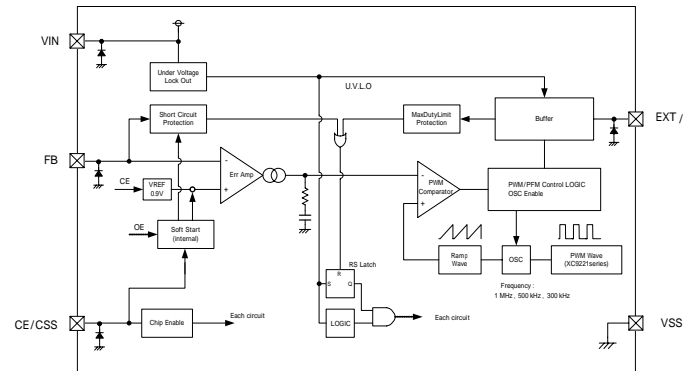 VIN
Under Voltage
Lock Out
U.V.L.O
Short Circuit
Protection
MaxDutyLimit
Protection
Buffer
EXT /
FB
Err Amp
-
+
CE
VREF
0.9V
PWM
Comparator
-
+
PWM/PFM Control LOGIC
OSC Enable
OE
Soft Start
(internal)
Ramp
Wave
OSC
PWM Wave
(XC9221series)
RS Latch
R
S
Q
Frequency :
1 MHz , 500 kHz , 300 kHz
CE/CSS
Chip Enable
Each circuit
LOGIC
Each circuit
VSS